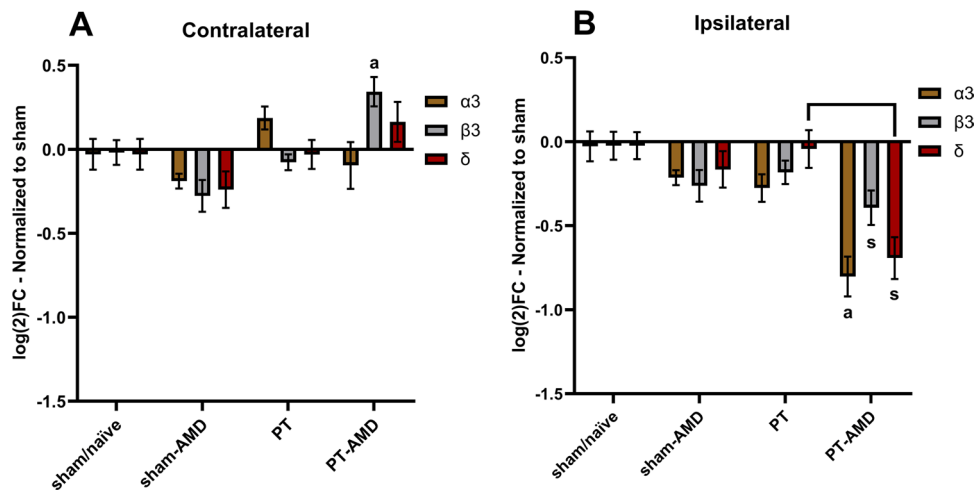 A
Contralateral
log(2)FC - Normalized to sham
0.5
0.0
-0.5
-1.0
-1.5
a
α3
β3
δ
sham/naïve
sham-AMD
PT
PT-AMD
B
Ipsilateral
log(2)FC - Normalized to sham
0.5
0.0
-0.5
-1.0
-1.5
α3
β3
δ
s
a
s
sham/naïve
sham-AMD
PT
PT-AMD